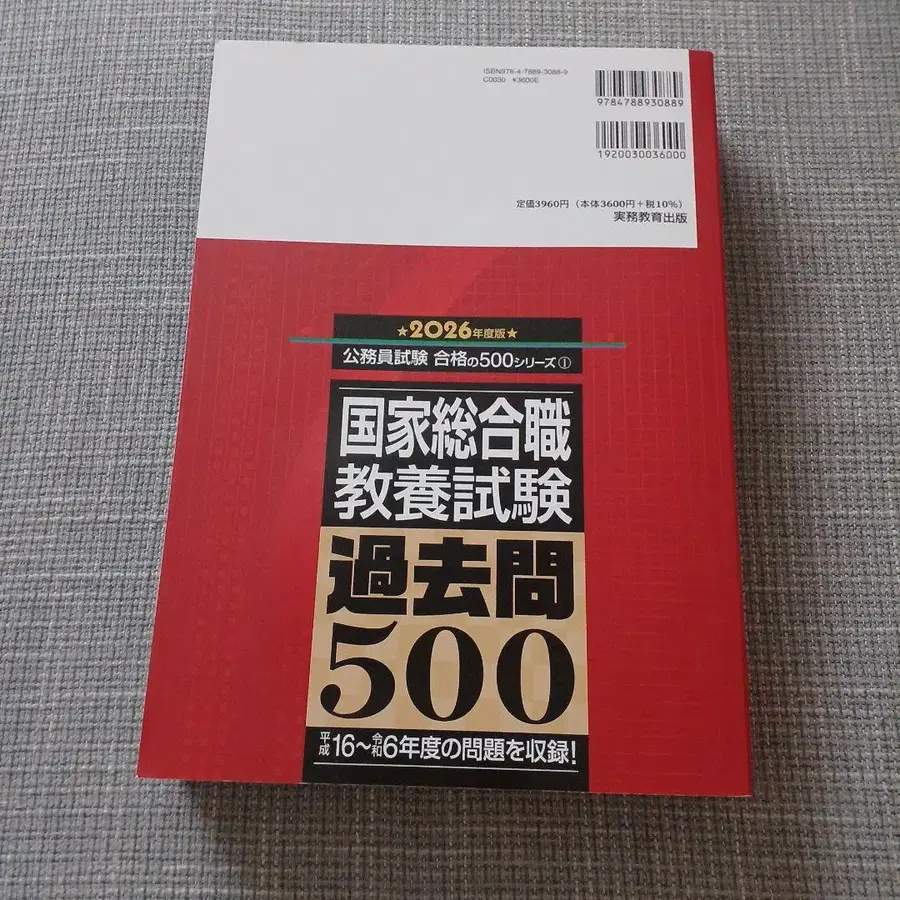 ISBN978-4-7889-3088-9
C0030 ¥3600E
9784788930889
1920030036000
定価3960円（本体3600円＋税10%）
実務教育出版
★2026年度版★
公務員試験 合格の500シリーズ①
国家総合職
教養試験
過去問
500
平成16～令和6年度の問題を収録！